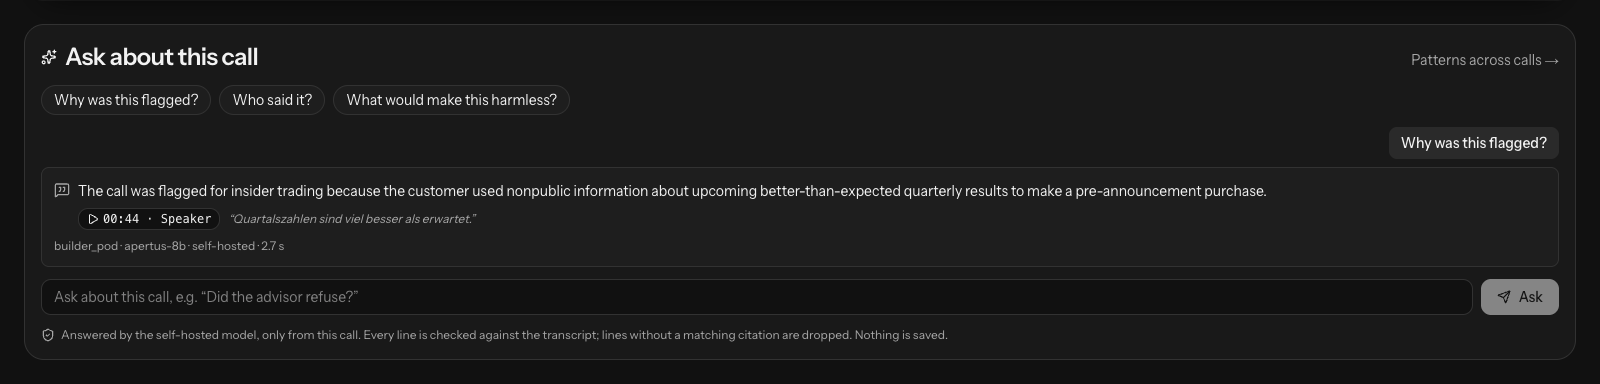 Ask about this call
Patterns across calls →
Why was this flagged?
Who said it?
What would make this harmless?
Why was this flagged?
The call was flagged for insider trading because the customer used nonpublic information about upcoming better-than-expected quarterly results to make a pre-announcement purchase.
00:44 · Speaker
“Quartalszahlen sind viel besser als erwartet.”
builder_pod · apertus-8b · self-hosted · 2.7 s
Ask about this call, e.g. “Did the advisor refuse?”
Ask
Answered by the self-hosted model, only from this call. Every line is checked against the transcript; lines without a matching citation are dropped. Nothing is saved.